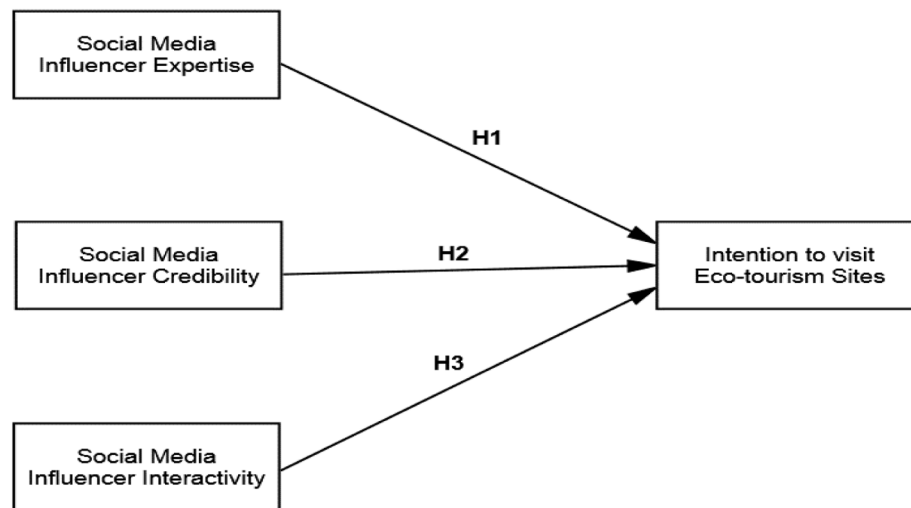 Social Media
Influencer Expertise
H1
Social Media
Influencer Credibility
H2
Intention to visit
Eco-tourism Sites
H3
Social Media
Influencer Interactivity